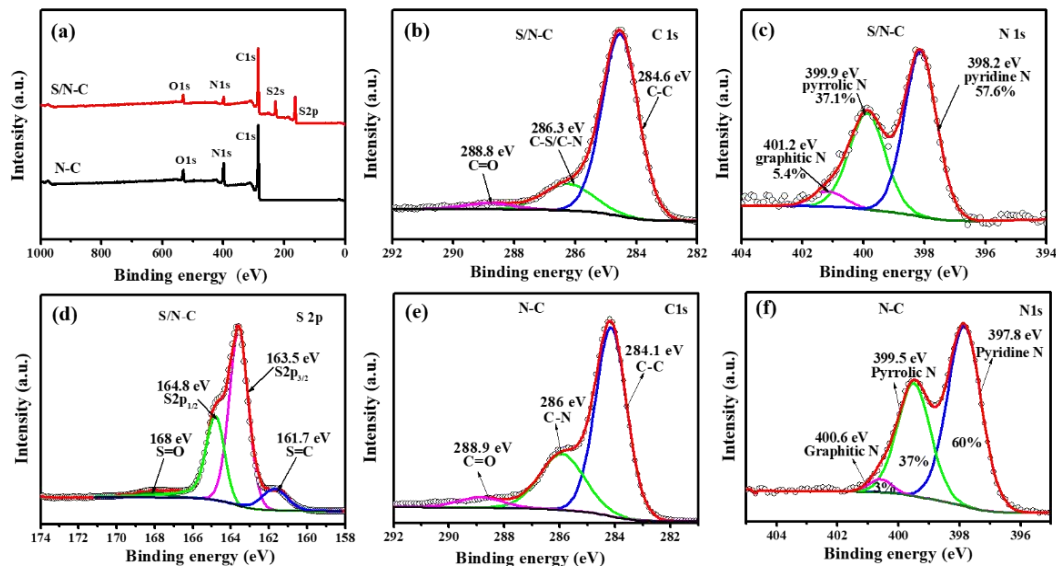 (a)
S/N-C
O1s
N1s
C1s
S2s
S2p
N-C
O1s
N1s
C1s
1000
800
600
400
200
0
Binding energy (eV)
Intensity (a.u.)
(b)
S/N-C
C 1s
284.6 eV
C-C
286.3 eV
C-S/C-N
288.8 eV
C=O
292
290
288
286
284
282
Binding energy (eV)
Intensity (a.u.)
(c)
S/N-C
N 1s
399.9 eV
pyrrolic N
37.1%
398.2 eV
pyridine N
57.6%
401.2 eV
graphitic N
5.4%
404
402
400
398
396
394
Binding energy (eV)
Intensity (a.u.)
(d)
S/N-C
S 2p
163.5 eV
S2p3/2
164.8 eV
S2p1/2
168 eV
S=O
161.7 eV
S=C
174
172
170
168
166
164
162
160
158
Binding energy (eV)
Intensity (a.u.)
(e)
N-C
C1s
284.1 eV
C-C
286 eV
C-N
288.9 eV
C=O
292
290
288
286
284
282
Binding energy (eV)
Intensity (a.u.)
(f)
N-C
N1s
397.8 eV
Pyridine N
399.5 eV
Pyrrolic N
400.6 eV
Graphitic N
60%
37%
3%
404
402
400
398
396
Binding energy (eV)
Intensity (a.u.)